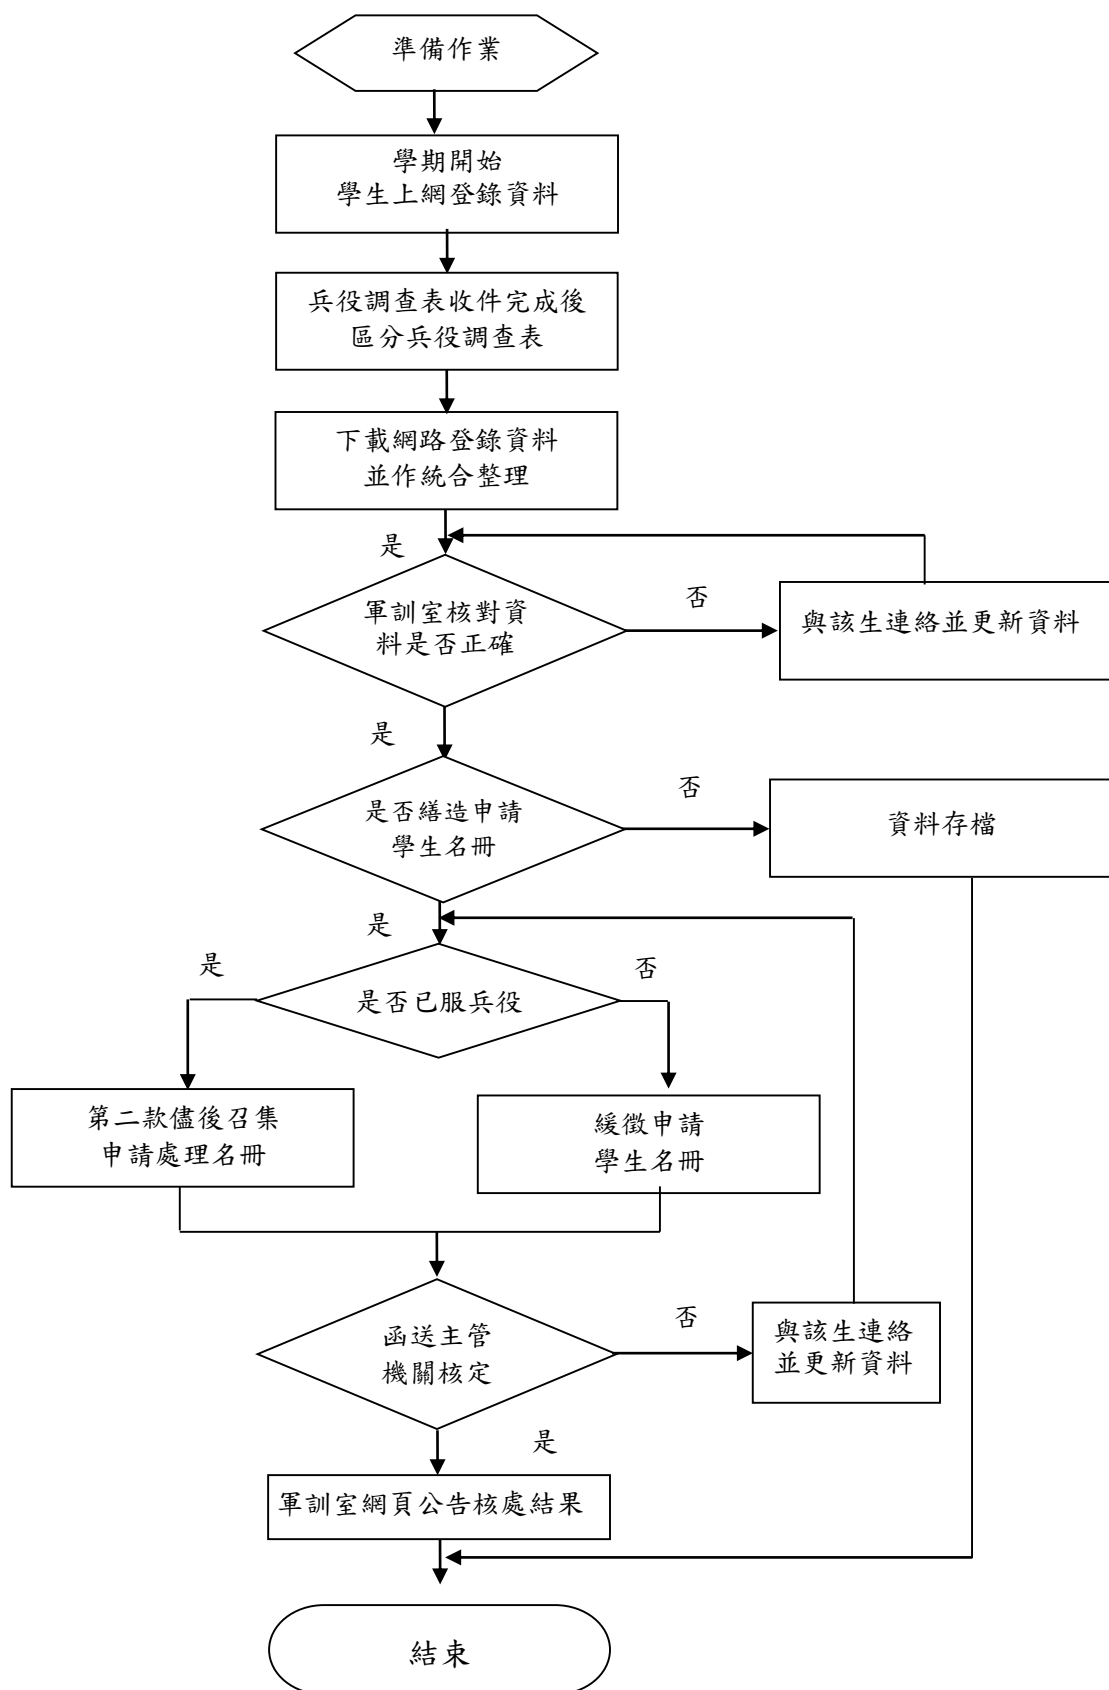 準備作業
學期開始
學生上網登錄資料
兵役調查表收件完成後
區分兵役調查表
下載網路登錄資料
並作統合整理
是
軍訓室核對資
料是否正確
否
與該生連絡並更新資料
是
是否繕造申請
學生名冊
否
資料存檔
是
是
是否已服兵役
否
第二款儘後召集
申請處理名冊
緩徵申請
學生名冊
函送主管
機關核定
否
與該生連絡
並更新資料
是
軍訓室網頁公告核處結果
結束